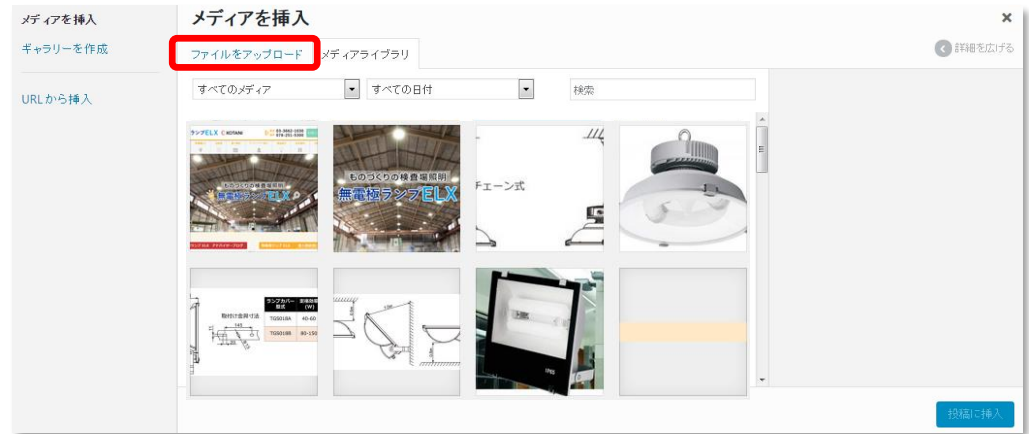 メディアを挿入
ギャラリーを作成
URLから挿入
メディアを挿入
×
ファイルをアップロード
メディアライブラリ
詳細を広げる
すべてのメディア
すべての日付
検索
ランプELX
KOTANI
ものづくりの検査場照明
無電極ランプELX
ものづくりの検査場照明
無電極ランプELX
チェーン式
取付け金具寸法
140
ランプカバー
形式
(W)
TGS018A 40-60
TGS018B 80-150
IP65
投稿に挿入